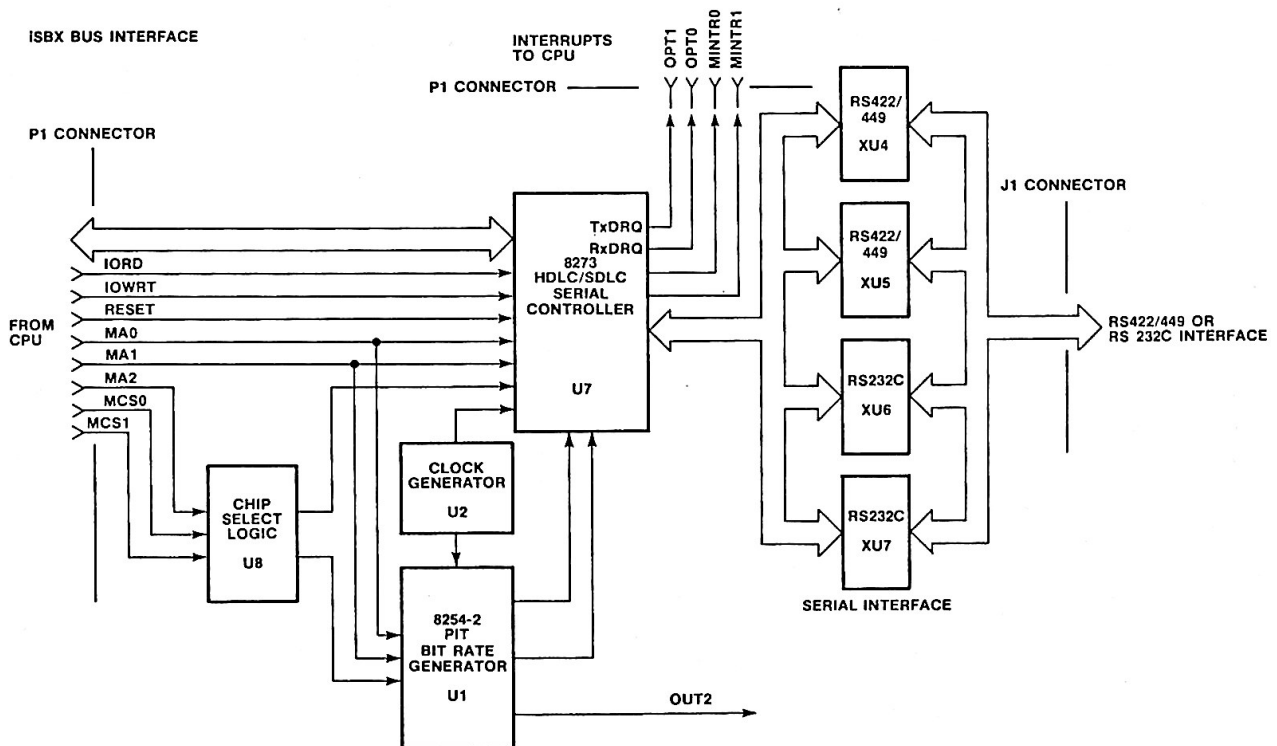 iSBX BUS INTERFACE
INTERRUPTS
TO CPU
OPT1
OPT0
MINTR0
MINTR1
P1 CONNECTOR
P1 CONNECTOR
RS422/
449
XU4
J1 CONNECTOR
TxDRQ
RxDRQ
8273
HDLC/SDLC
SERIAL
CONTROLLER
U7
RS422/
449
XU5
IORD
IOWRT
RESET
FROM
CPU
MA0
MA1
MA2
MCS0
MCS1
RS422/449 OR
RS 232C INTERFACE
RS232C
XU6
CLOCK
GENERATOR
U2
CHIP
SELECT
LOGIC
U8
RS232C
XU7
SERIAL INTERFACE
8254-2
PIT
BIT RATE
GENERATOR
U1
OUT2